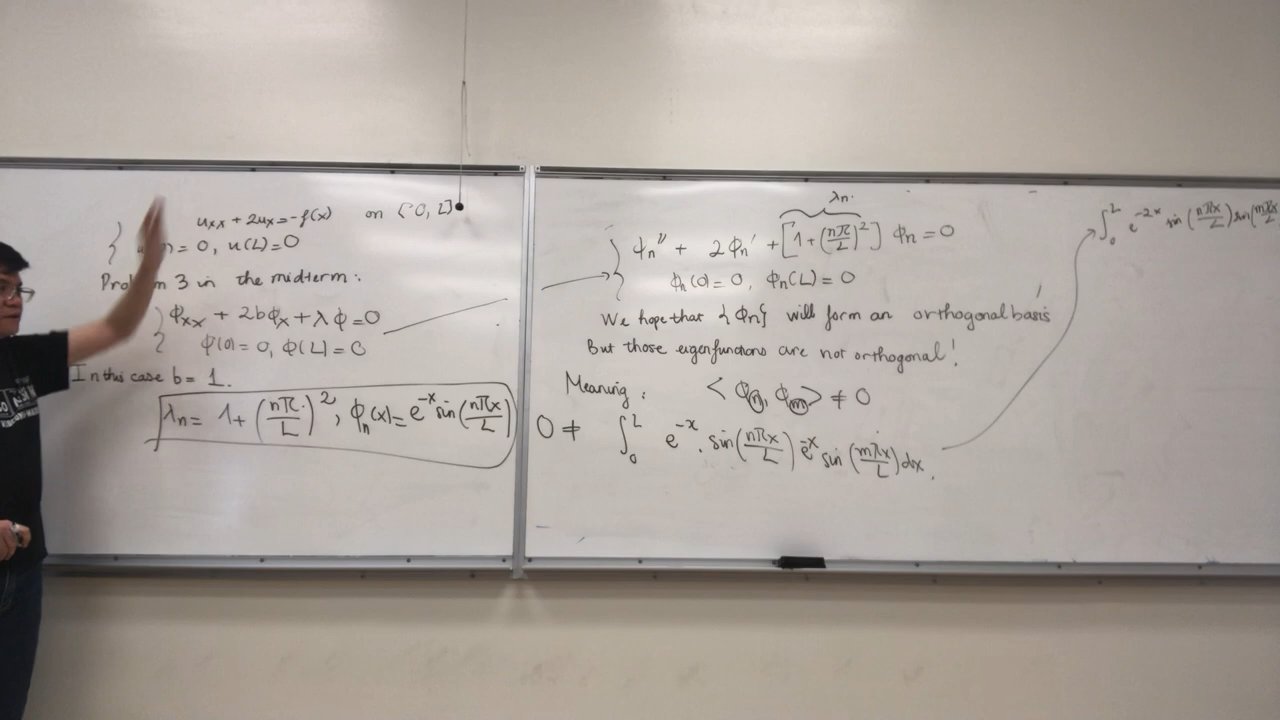 u_xx + 2u_x = -f(x) on [0, L]
= 0, u(L) = 0
Problem 3 in the midterm:
ϕ_xx + 2bϕ_x + λϕ = 0
ϕ(0) = 0, ϕ(L) = 0
In this case b = 1.
λ_n = 1 + (nπ/L)^2, ϕ_n(x) = e^{-x} sin(nπx/L)
λ_n.
ϕ_n'' + 2ϕ_n' + [1 + (nπ/L)^2] ϕ_n = 0
ϕ_n(0) = 0, ϕ_n(L) = 0
We hope that {ϕ_n} will form an orthogonal basis
But those eigenfunctions are not orthogonal!
Meaning: <ϕ_n, ϕ_m> ≠ 0
0 ≠ ∫_0^L e^{-x}. sin(nπx/L) e^{-x} sin(mπx/L) dx.
∫_0^L e^{-2x} sin(nπx/L) sin(mπx/L